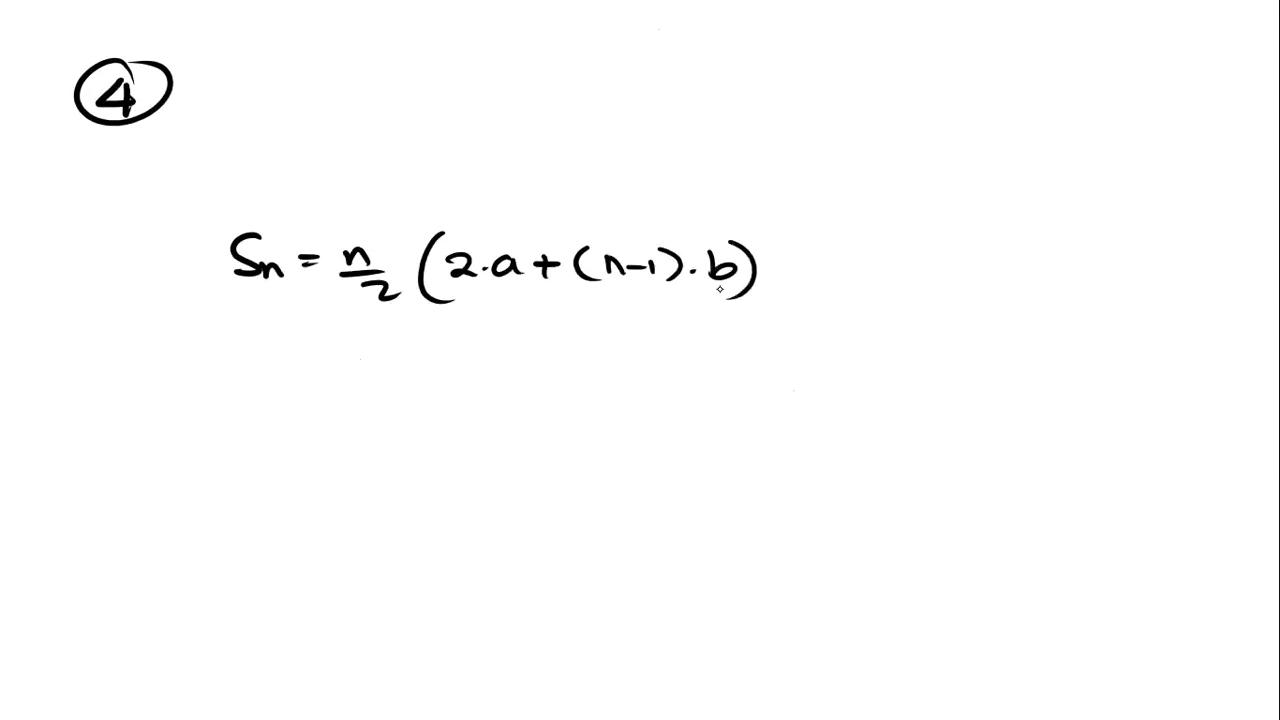 4
Sn = n/2 (2·a + (n-1)·b)